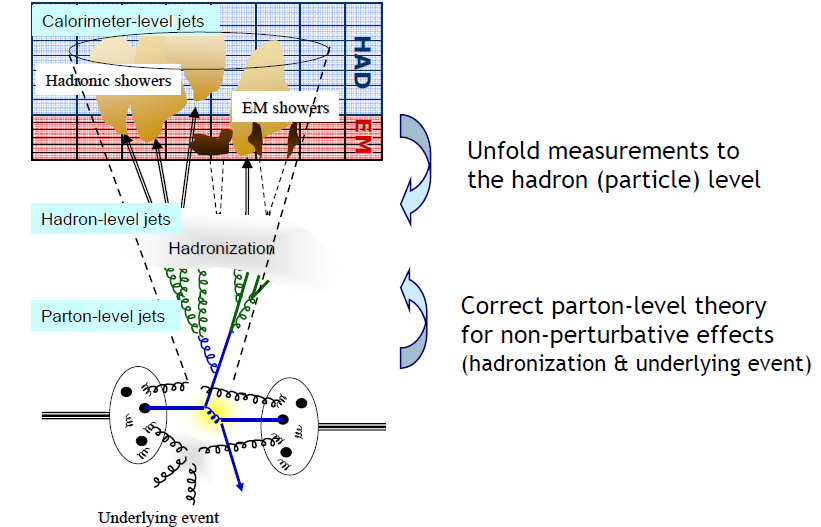 Calorimeter-level jets
HAD
Hadronic showers
EM showers
EM
Unfold measurements to
the hadron (particle) level
Hadron-level jets
Hadronization
Parton-level jets
Correct parton-level theory
for non-perturbative effects
(hadronization & underlying event)
Underlying event